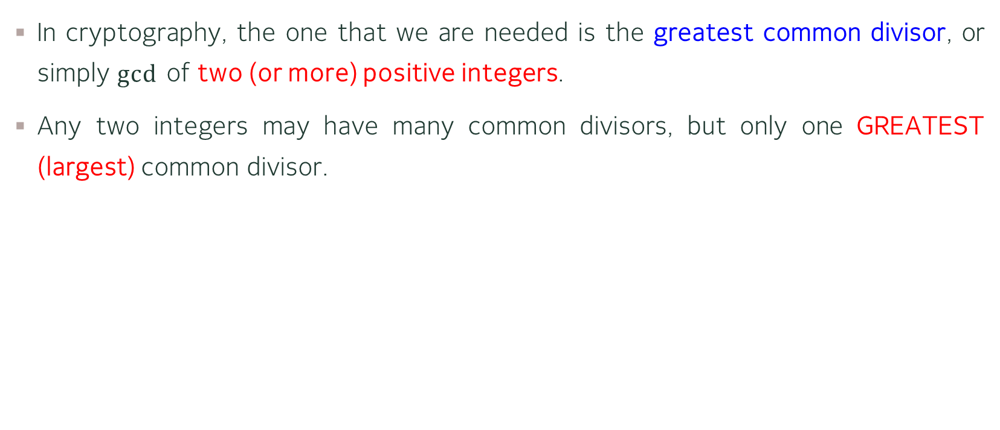 ▪ In cryptography, the one that we are needed is the greatest common divisor, or
simply gcd of two (or more) positive integers.
▪ Any two integers may have many common divisors, but only one GREATEST
(largest) common divisor.